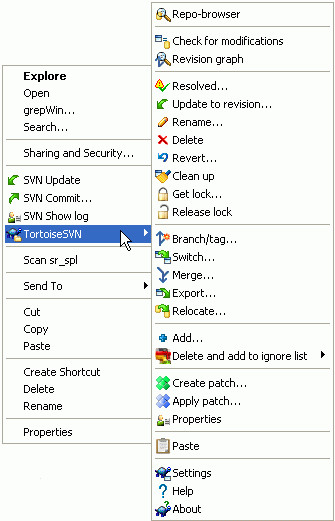 Explore
Open
grepWin...
Search...
Sharing and Security...
SVN Update
SVN Commit...
SVN Show log
TortoiseSVN
Scan sr_spl
Send To
Cut
Copy
Paste
Create Shortcut
Delete
Rename
Properties
Repo-browser
Check for modifications
Revision graph
Resolved...
Update to revision...
Rename...
Delete
Revert...
Clean up
Get lock...
Release lock
Branch/tag...
Switch...
Merge...
Export...
Relocate...
Add...
Delete and add to ignore list
Create patch...
Apply patch...
Properties
Paste
Settings
Help
About